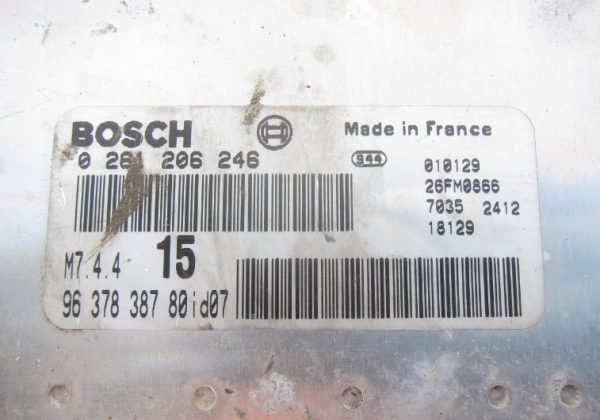 BOSCH
Made in France
0 261 206 246
944
010129
26FM0866
7035 2412
18129
M7.4.4 15
96 378 387 80id07